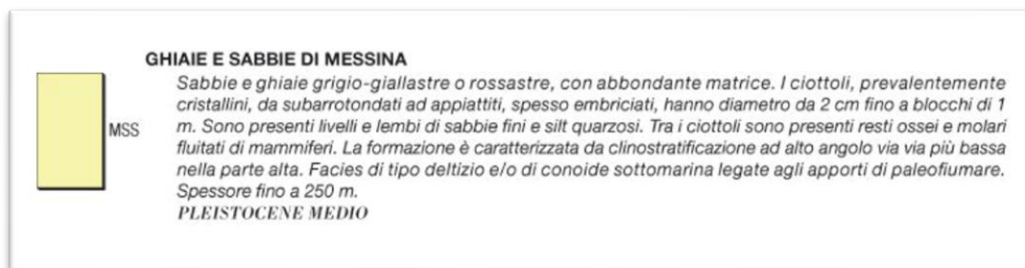 GHIAIE E SABBIE DI MESSINA
Sabbie e ghiaie grigio-giallastre o rossastre, con abbondante matrice. I ciottoli, prevalentemente
cristallini, da subarrotondati ad appiattiti, spesso embriciati, hanno diametro da 2 cm fino a blocchi di 1
MSS
m. Sono presenti livelli e lembi di sabbie fini e silt quarzosi. Tra i ciottoli sono presenti resti ossei e molari
fluitati di mammiferi. La formazione è caratterizzata da clinostratificazione ad alto angolo via via più bassa
nella parte alta. Facies di tipo deltizio e/o di conoide sottomarina legate agli apporti di paleofiumare.
Spessore fino a 250 m.
PLEISTOCENE MEDIO